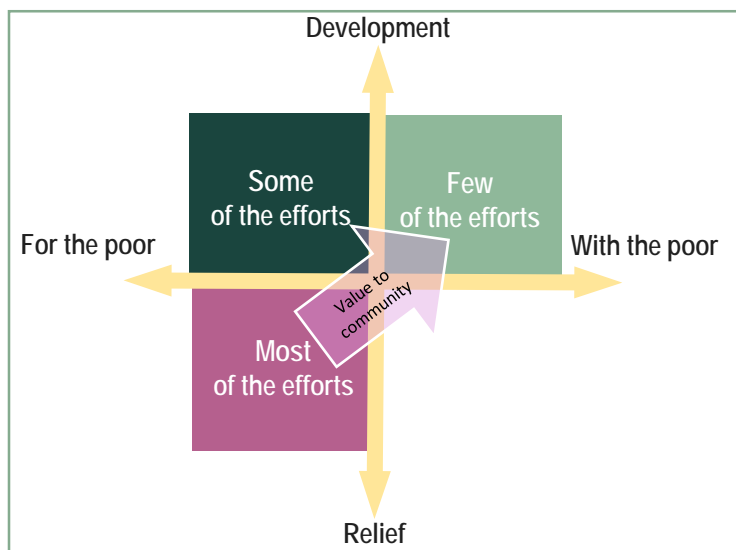 Development
Some
of the efforts
Few
of the efforts
For the poor
With the poor
Value to
community
Most
of the efforts
Relief